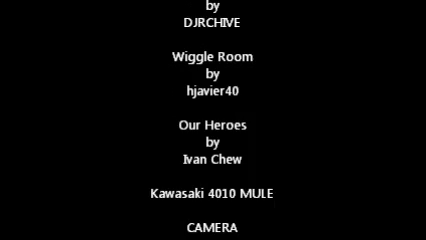 by
DJRCHIVE
Wiggle Room
by
hjavier40
Our Heroes
by
Ivan Chew
Kawasaki 4010 MULE
CAMERA